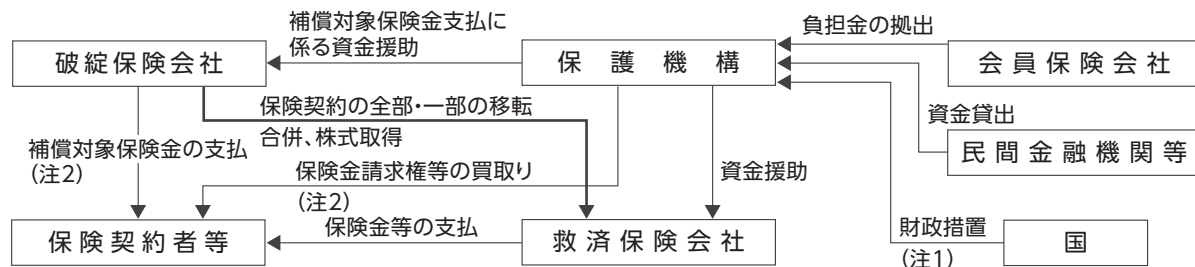 補償対象保険金支払に
係る資金援助
負担金の拠出
破綻保険会社
保護機構
会員保険会社
保険契約の全部・一部の移転
合併、株式取得
資金貸出
補償対象保険金の支払
(注2)
民間金融機関等
保険金請求権等の買取り
(注2)
資金援助
保険契約者等
保険金等の支払
救済保険会社
財政措置
(注1)
国